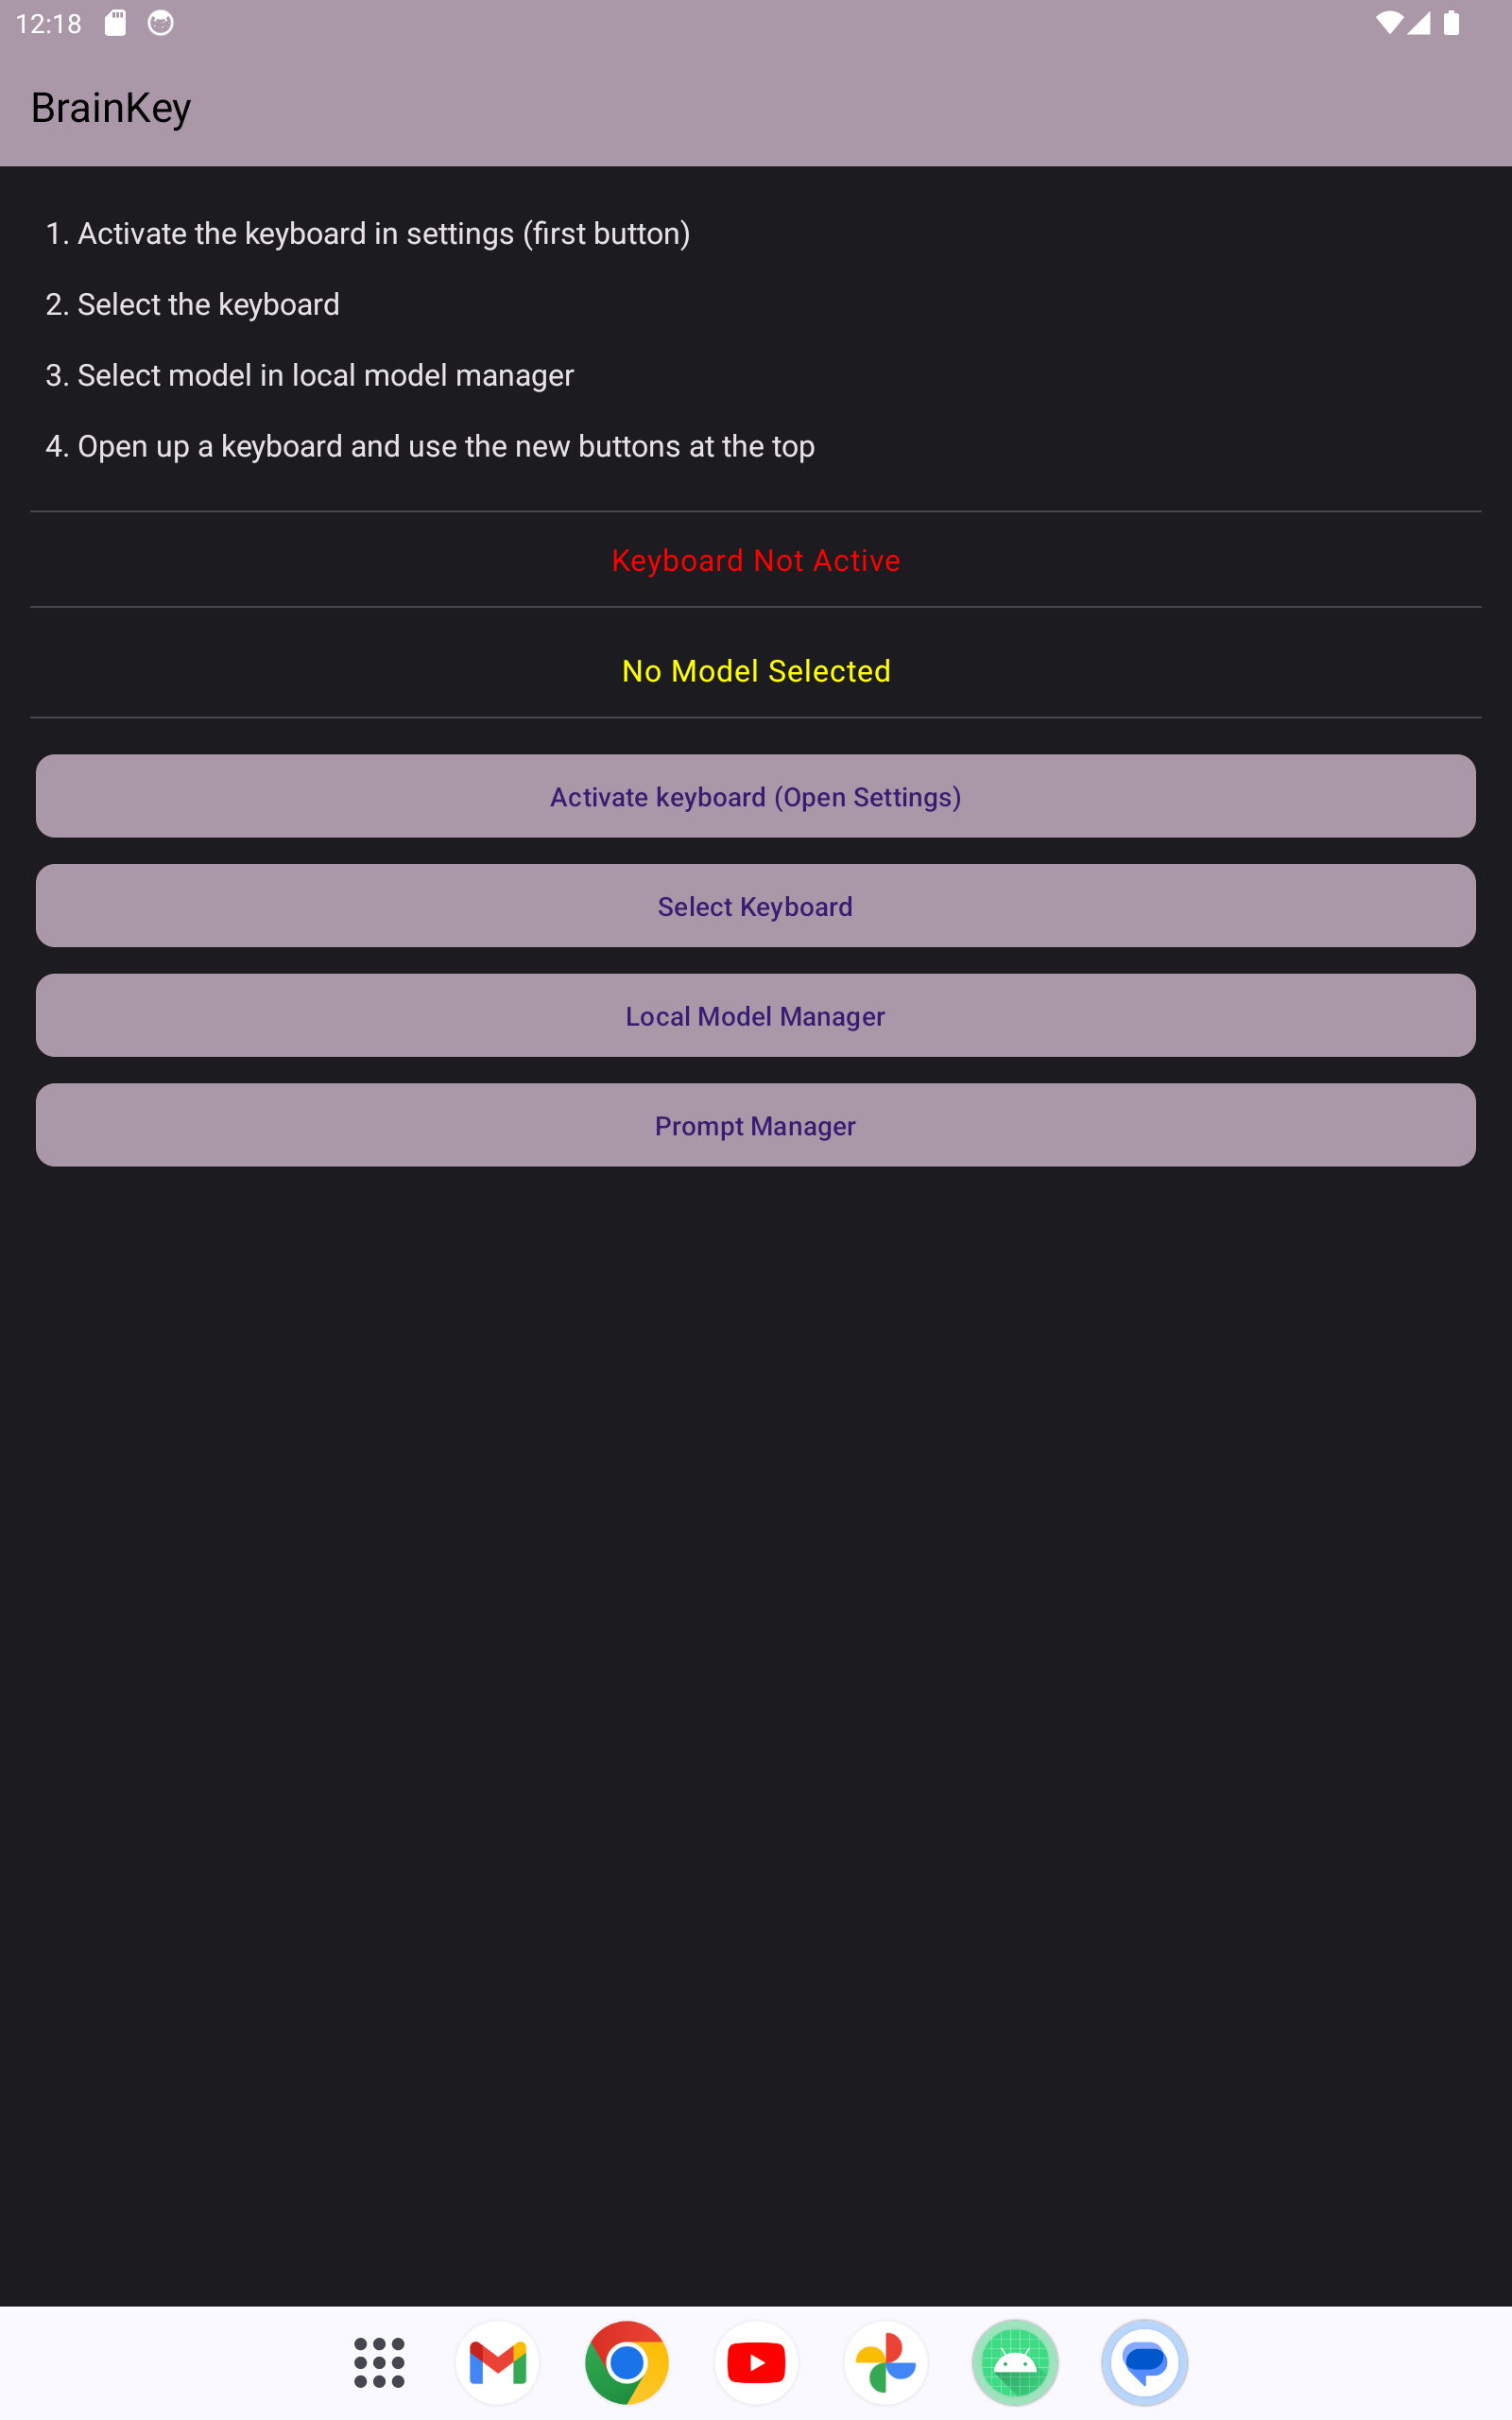 12:18
BrainKey
1. Activate the keyboard in settings (first button)
2. Select the keyboard
3. Select model in local model manager
4. Open up a keyboard and use the new buttons at the top
Keyboard Not Active
No Model Selected
Activate keyboard (Open Settings)
Select Keyboard
Local Model Manager
Prompt Manager